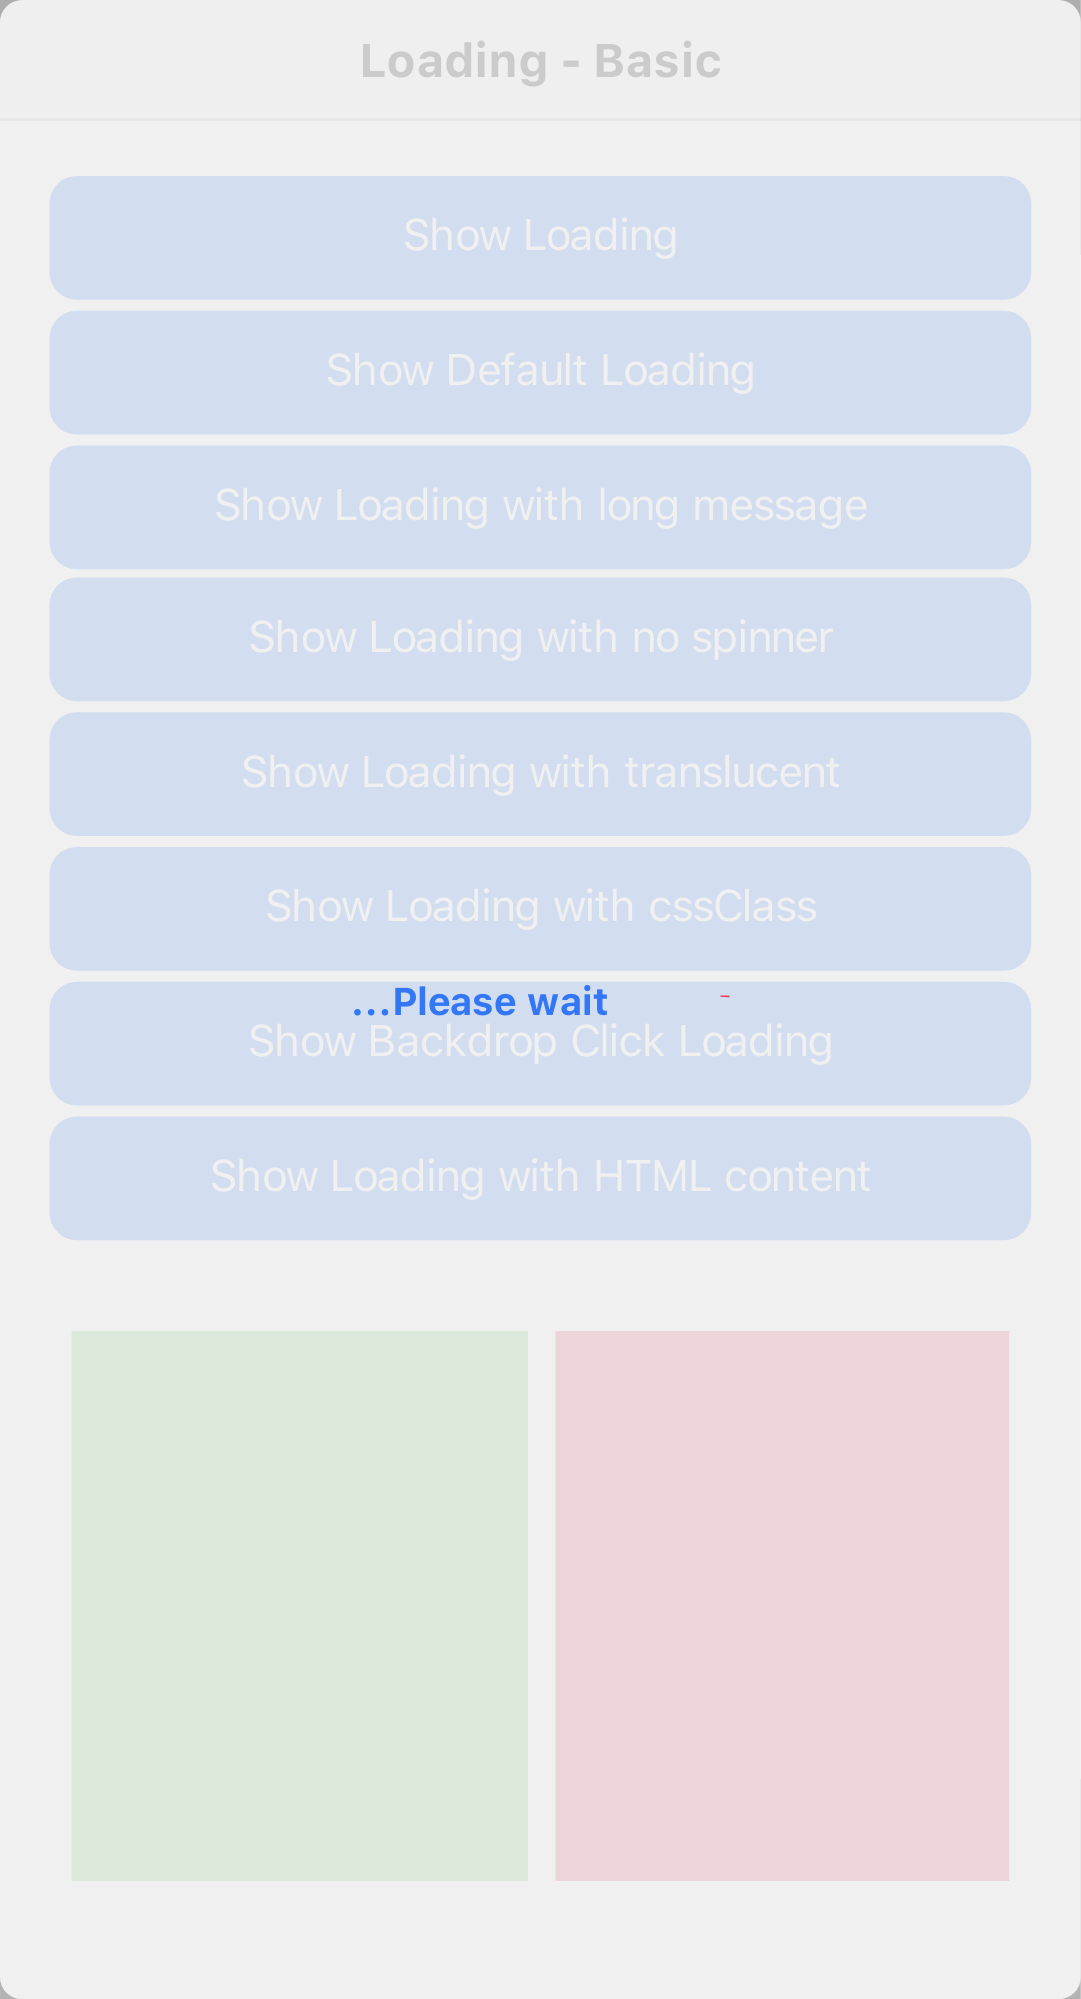 Loading - Basic
Show Loading
Show Default Loading
Show Loading with long message
Show Loading with no spinner
Show Loading with translucent
Show Loading with cssClass
...Please wait
Show Backdrop Click Loading
Show Loading with HTML content